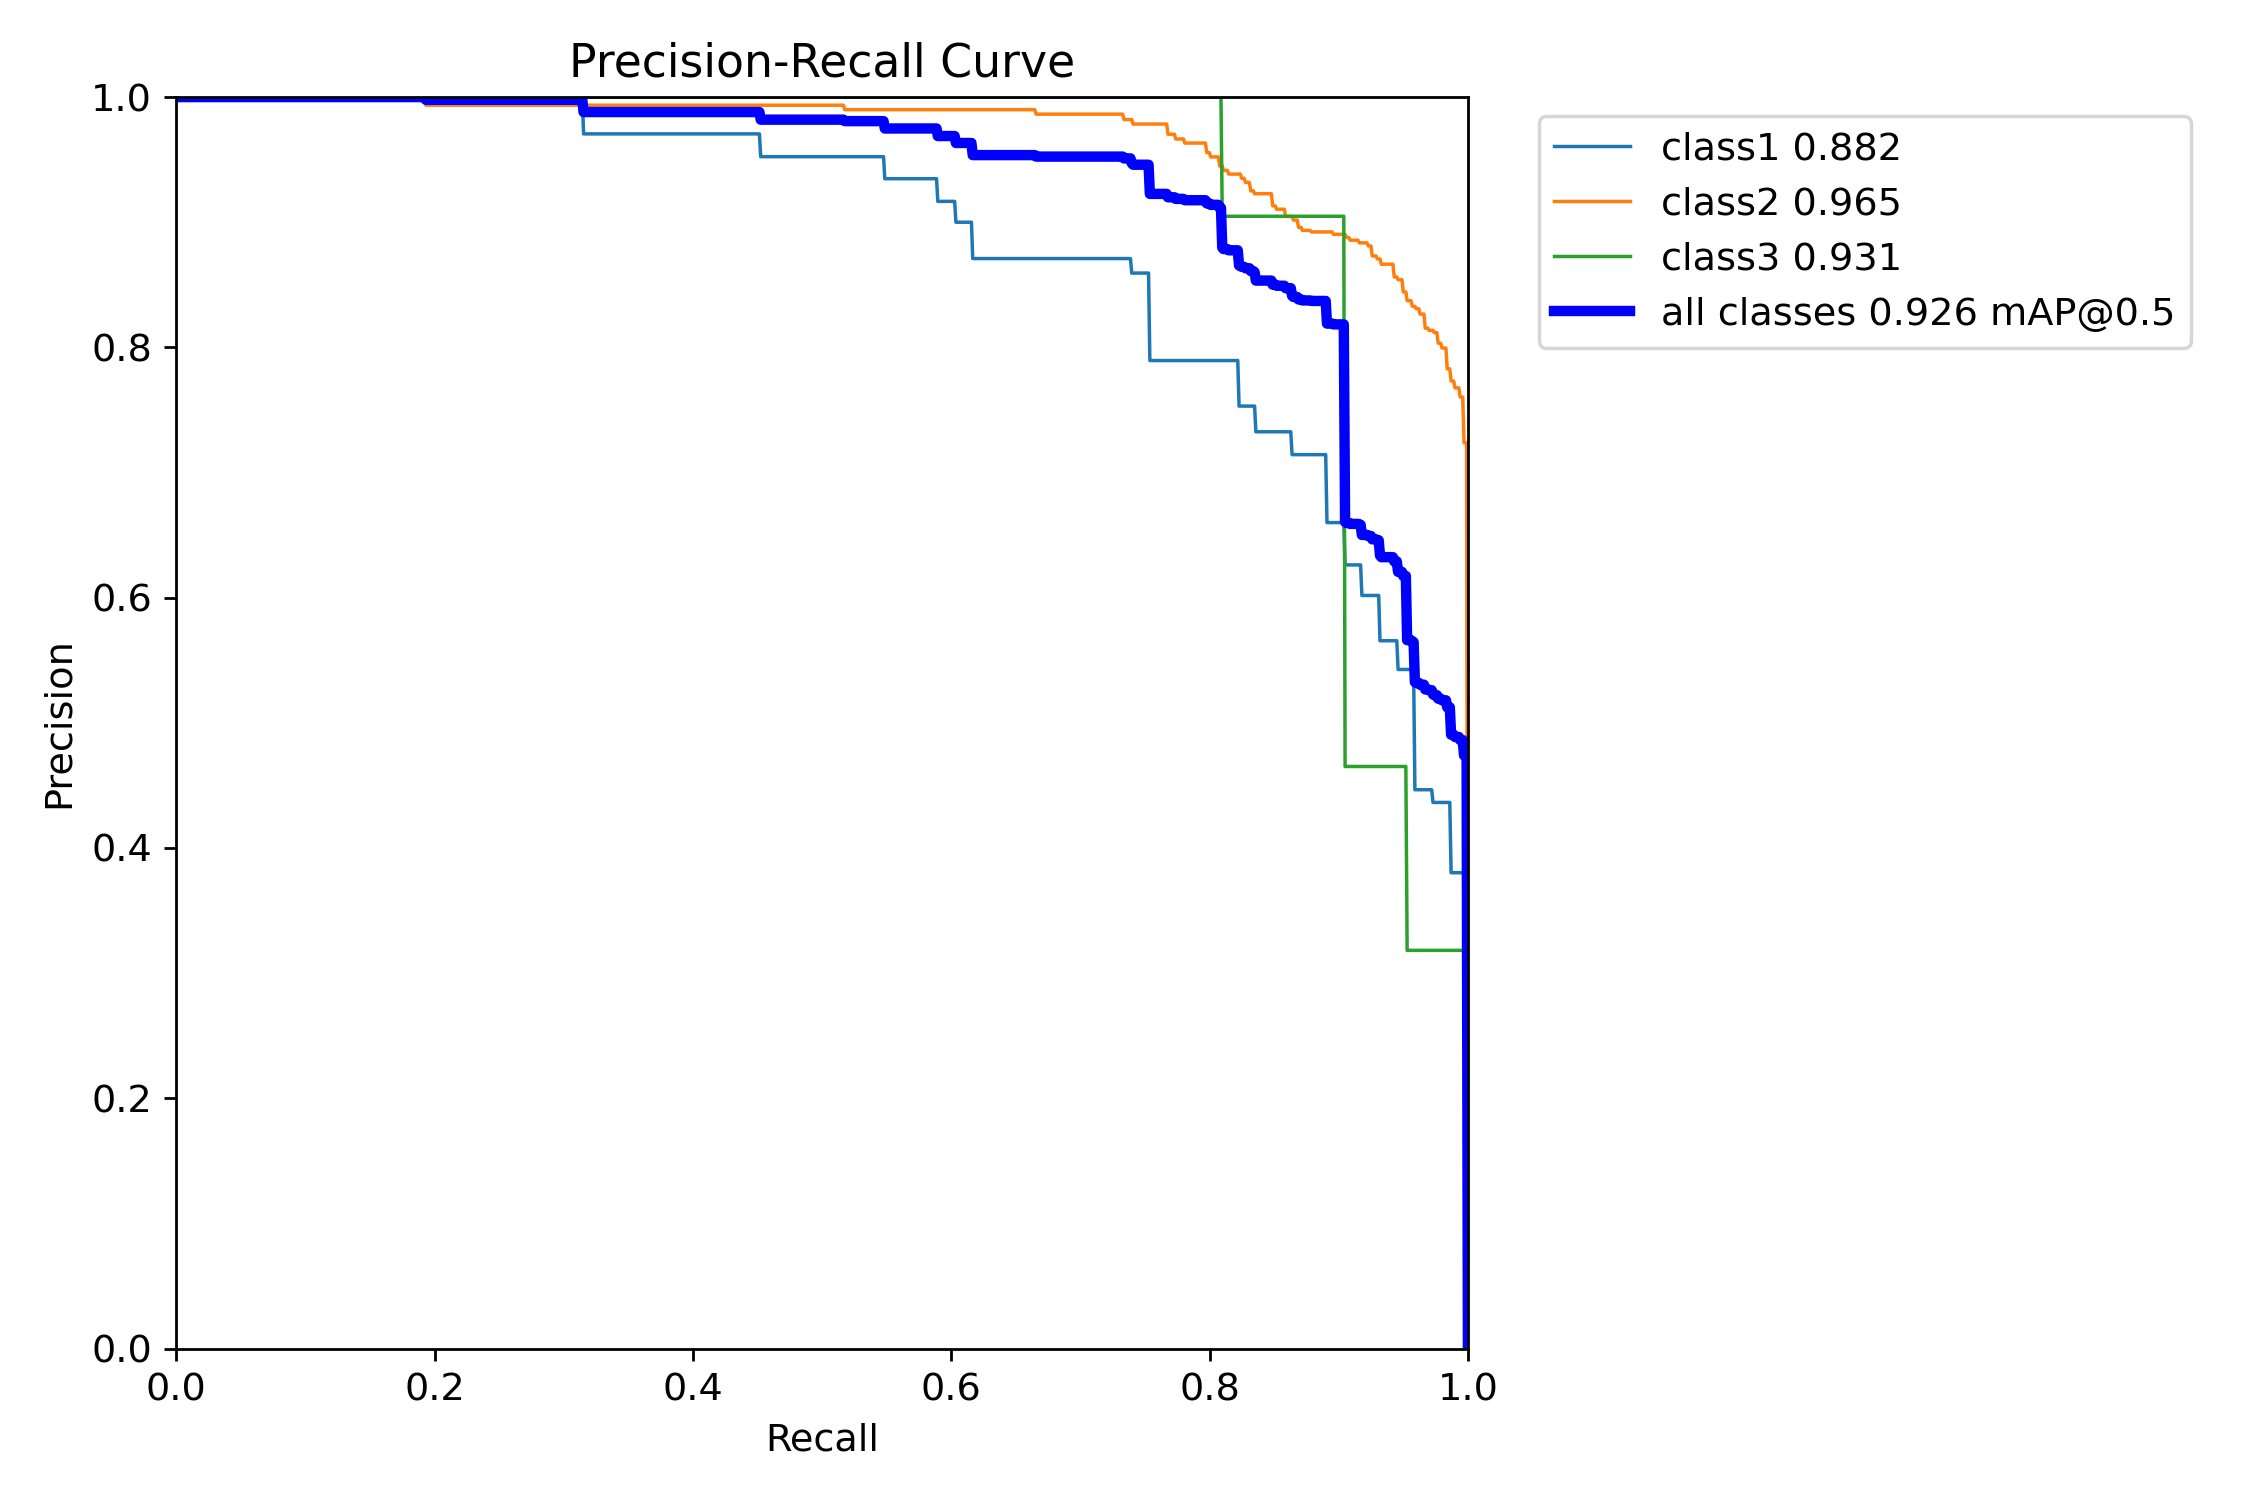 Precision-Recall Curve
1.0
0.8
0.6
0.4
0.2
0.0
Precision
0.0 0.2 0.4 0.6 0.8 1.0
Recall
class1 0.882
class2 0.965
class3 0.931
all classes 0.926 mAP@0.5